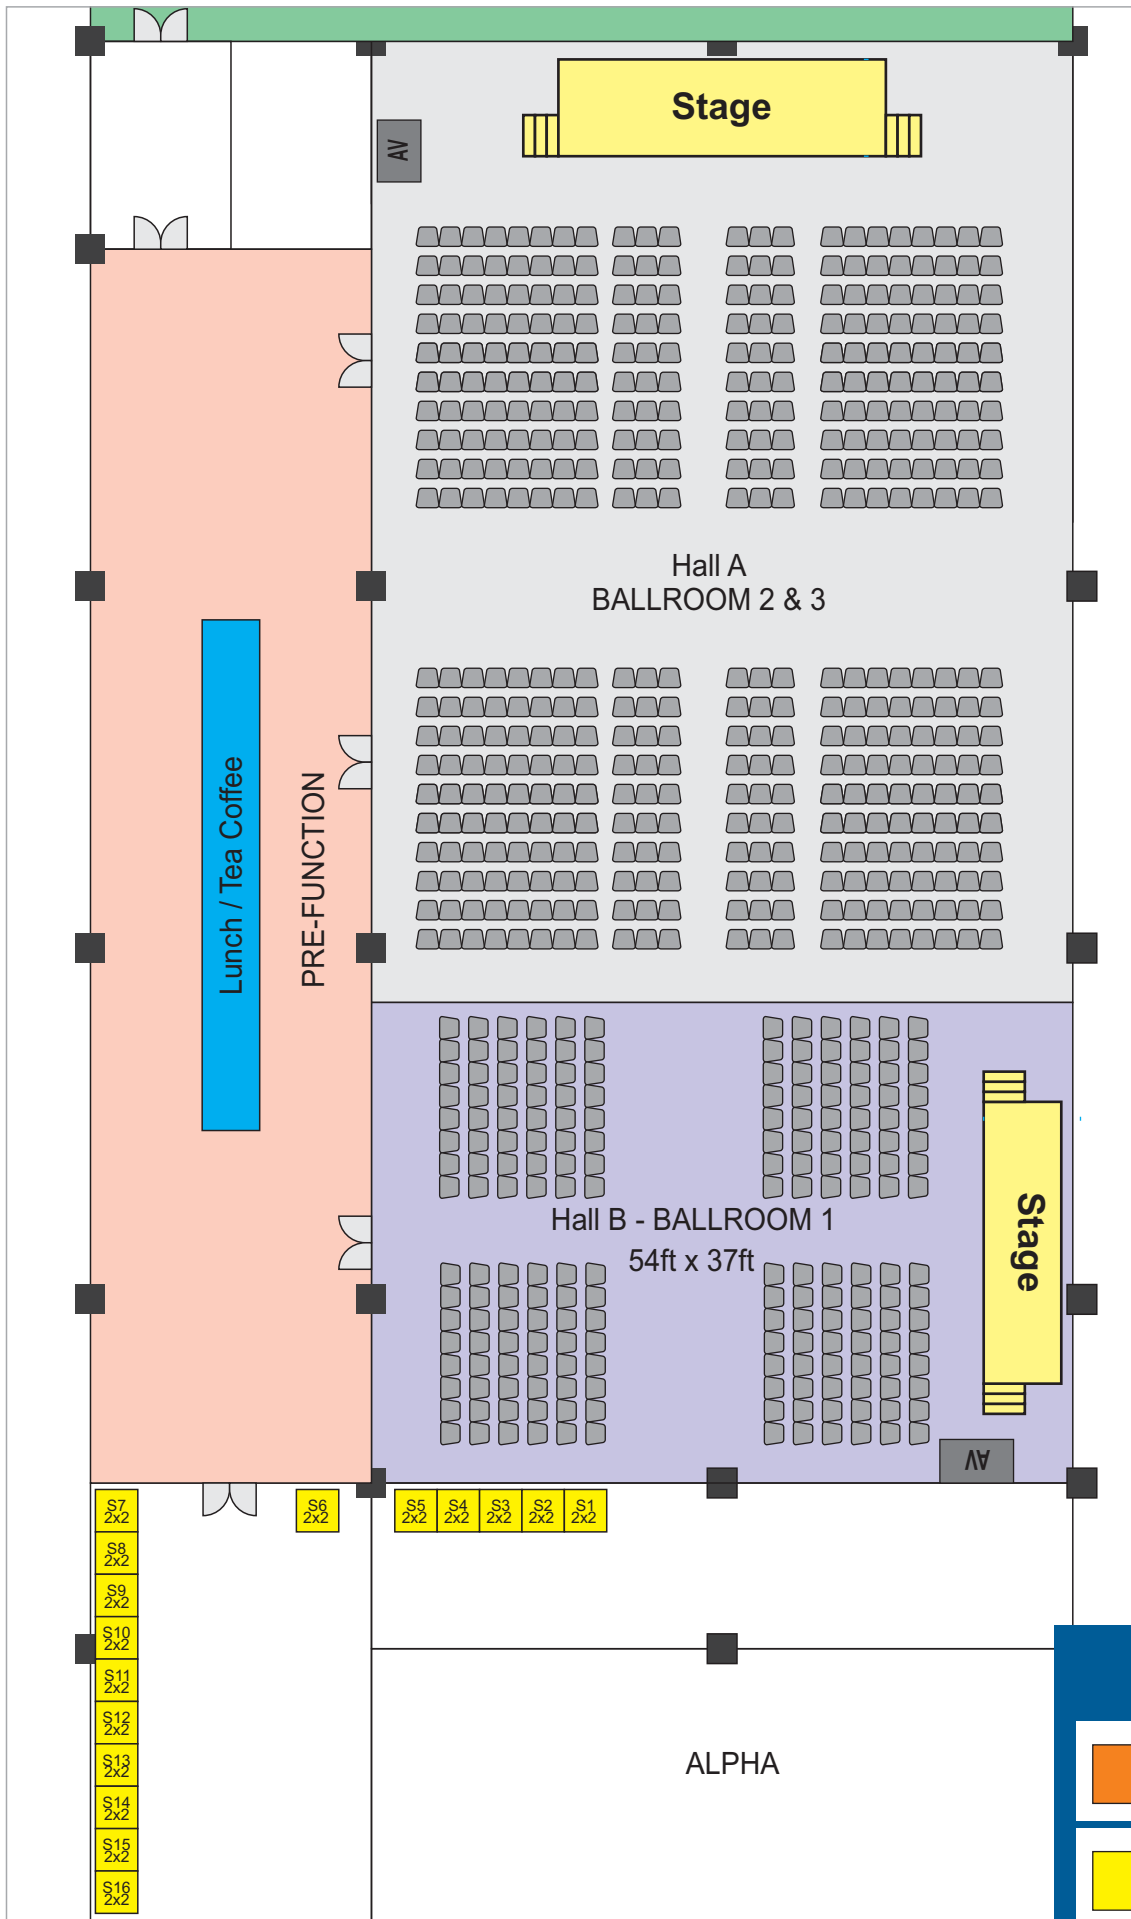 Stage
AV
Hall A
BALLROOM 2 & 3
Lunch / Tea Coffee
PRE-FUNCTION
Hall B - BALLROOM 1
54ft x 37ft
Stage
AV
S7
2x2
S6
2x2
S5
2x2
S4
2x2
S3
2x2
S2
2x2
S1
2x2
S8
2x2
S9
2x2
S10
2x2
S11
2x2
S12
2x2
S13
2x2
S14
2x2
S15
2x2
S16
2x2
ALPHA